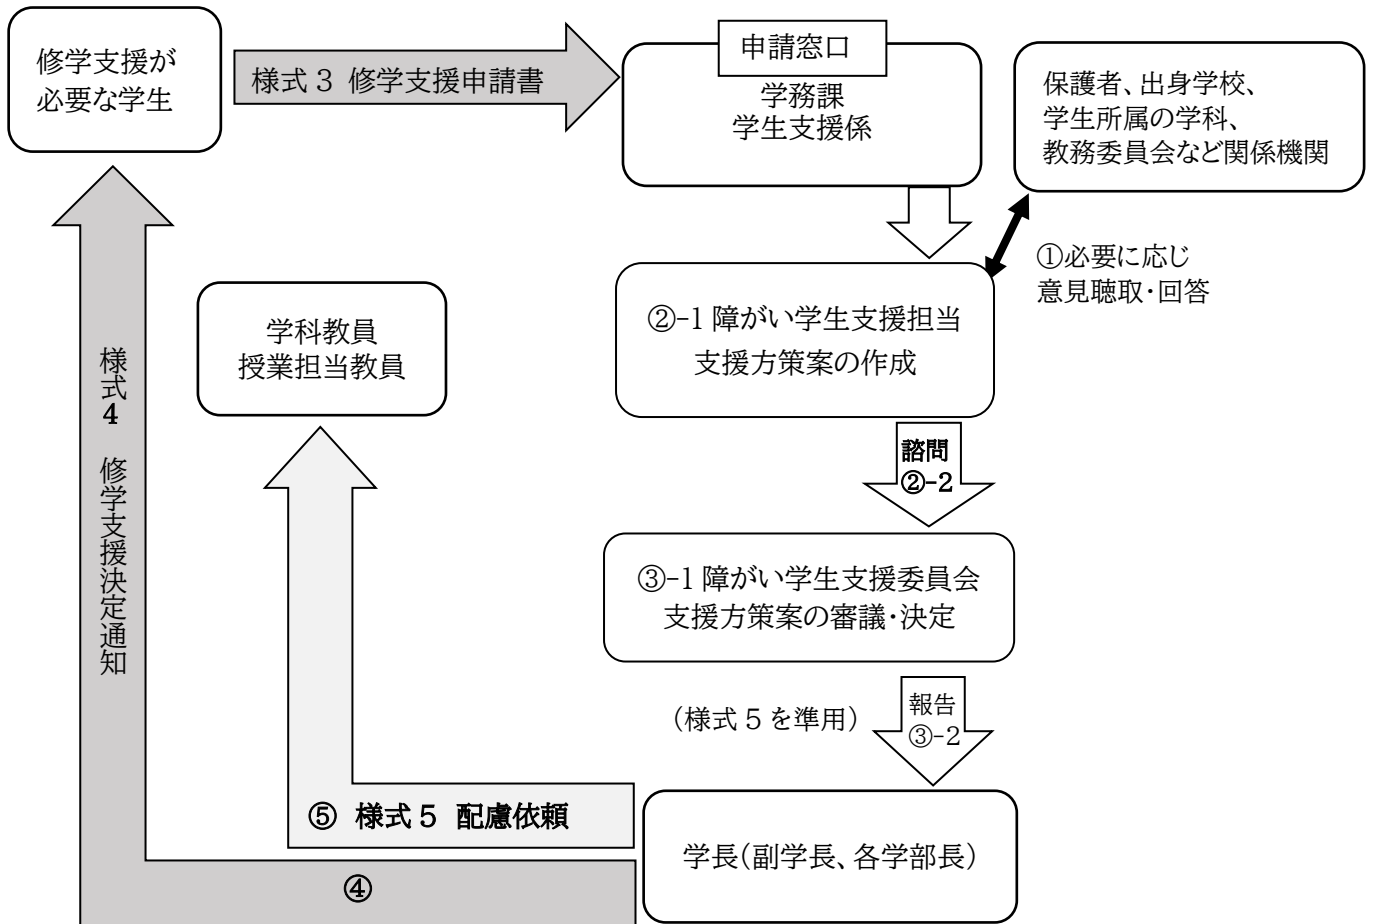 修学支援が
必要な学生
様式3 修学支援申請書
申請窓口
学務課
学生支援係
保護者、出身学校、
学生所属の学科、
教務委員会など関係機関
①必要に応じ
意見聴取・回答
②-1障がい学生支援担当
支援方策案の作成
学科教員
授業担当教員
様式4 修学支援決定通知
諮問
②-2
③-1障がい学生支援委員会
支援方策案の審議・決定
(様式5を準用)
報告
③-2
⑤ 様式5 配慮依頼
学長(副学長、各学部長)
④